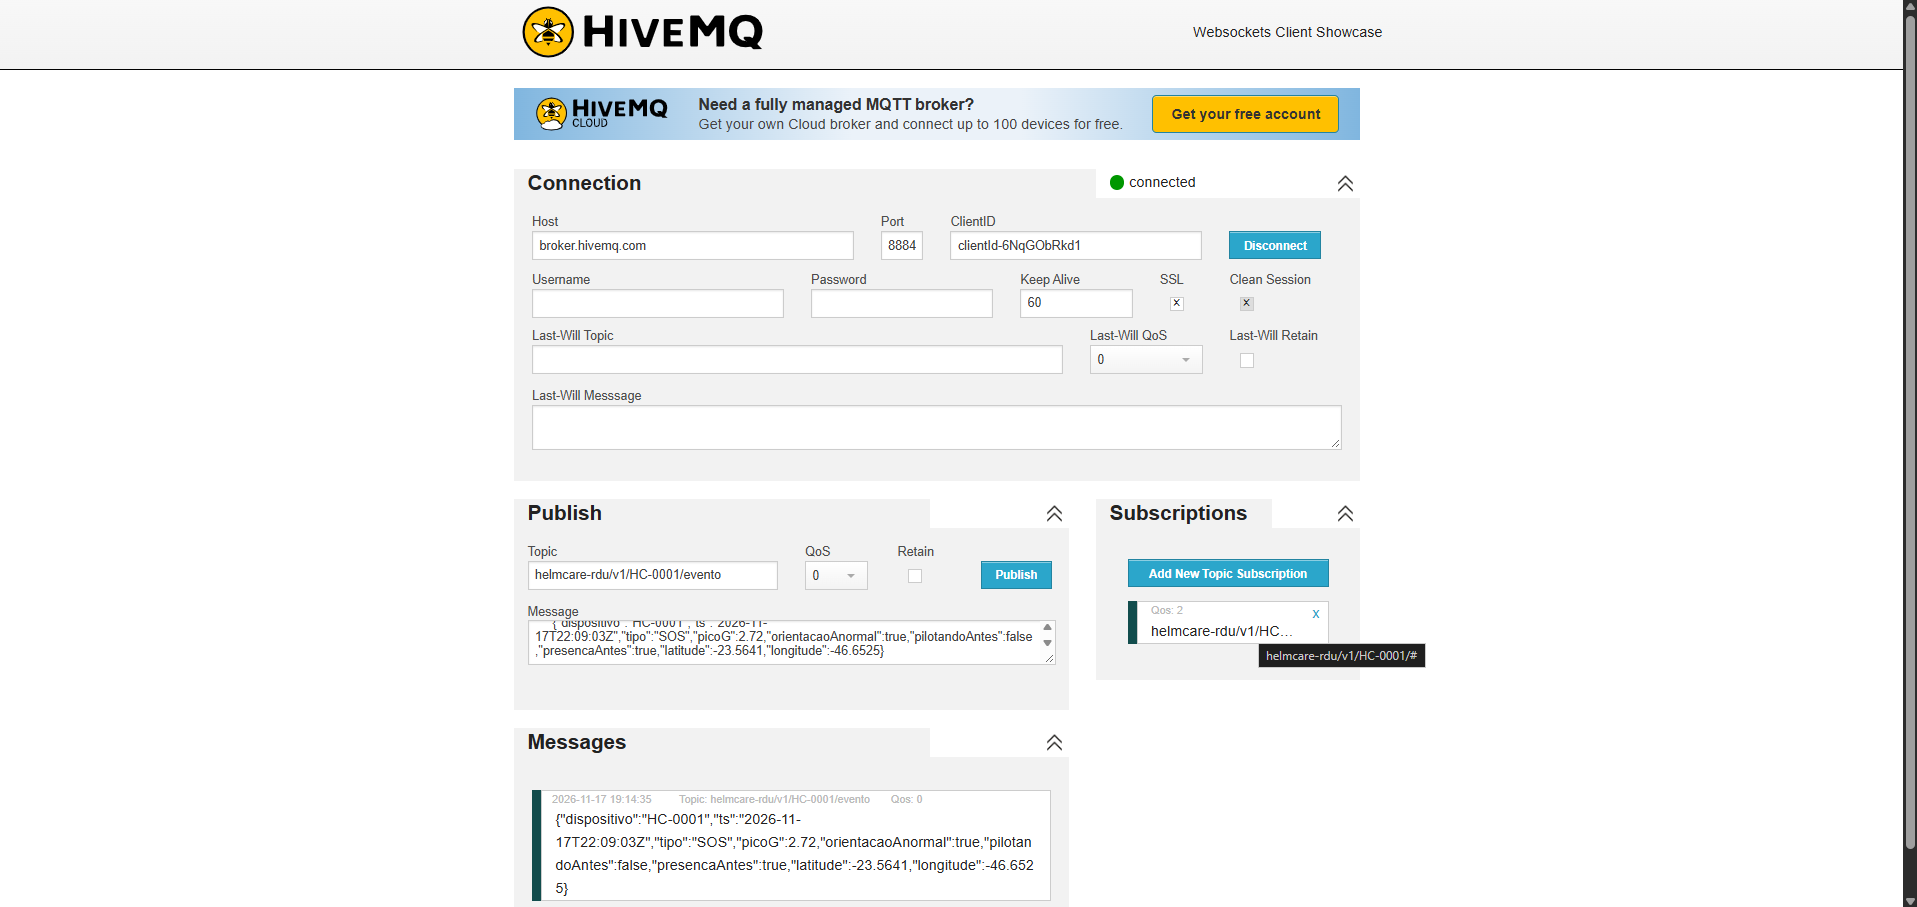 HIVEMQ
Websockets Client Showcase
HIVEMQ
CLOUD
Need a fully managed MQTT broker?
Get your own Cloud broker and connect up to 100 devices for free.
Get your free account
Connection
connected
Host
Port
ClientID
broker.hivemq.com
8884
clientId-6NqGObRkd1
Disconnect
Username
Password
Keep Alive
SSL
Clean Session
60
x
x
Last-Will Topic
Last-Will QoS
Last-Will Retain
0
Last-Will Messsage
Publish
Topic
QoS
Retain
helmcare-rdu/v1/HC-0001/evento
0
Publish
Message
{"dispositivo":"HC-0001","ts":"2026-11-
17T22:09:03Z","tipo":"SOS","picoG":2.72,"orientacaoAnormal":true,"pilotandoAntes":false
,"presencaAntes":true,"latitude":-23.5641,"longitude":-46.6525}
Subscriptions
Add New Topic Subscription
Qos: 2
x
helmcare-rdu/v1/HC...
helmcare-rdu/v1/HC-0001/#
Messages
2026-11-17 19:14:35 Topic: helmcare-rdu/v1/HC-0001/evento Qos: 0
{"dispositivo":"HC-0001","ts":"2026-11-
17T22:09:03Z","tipo":"SOS","picoG":2.72,"orientacaoAnormal":true,"pilotan
doAntes":false,"presencaAntes":true,"latitude":-23.5641,"longitude":-46.652
5}